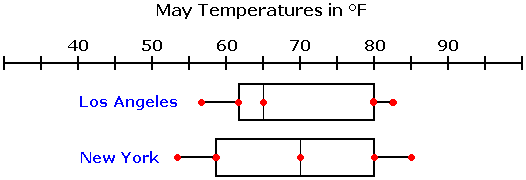 May Temperatures in °F
40 50 60 70 80 90
Los Angeles
New York